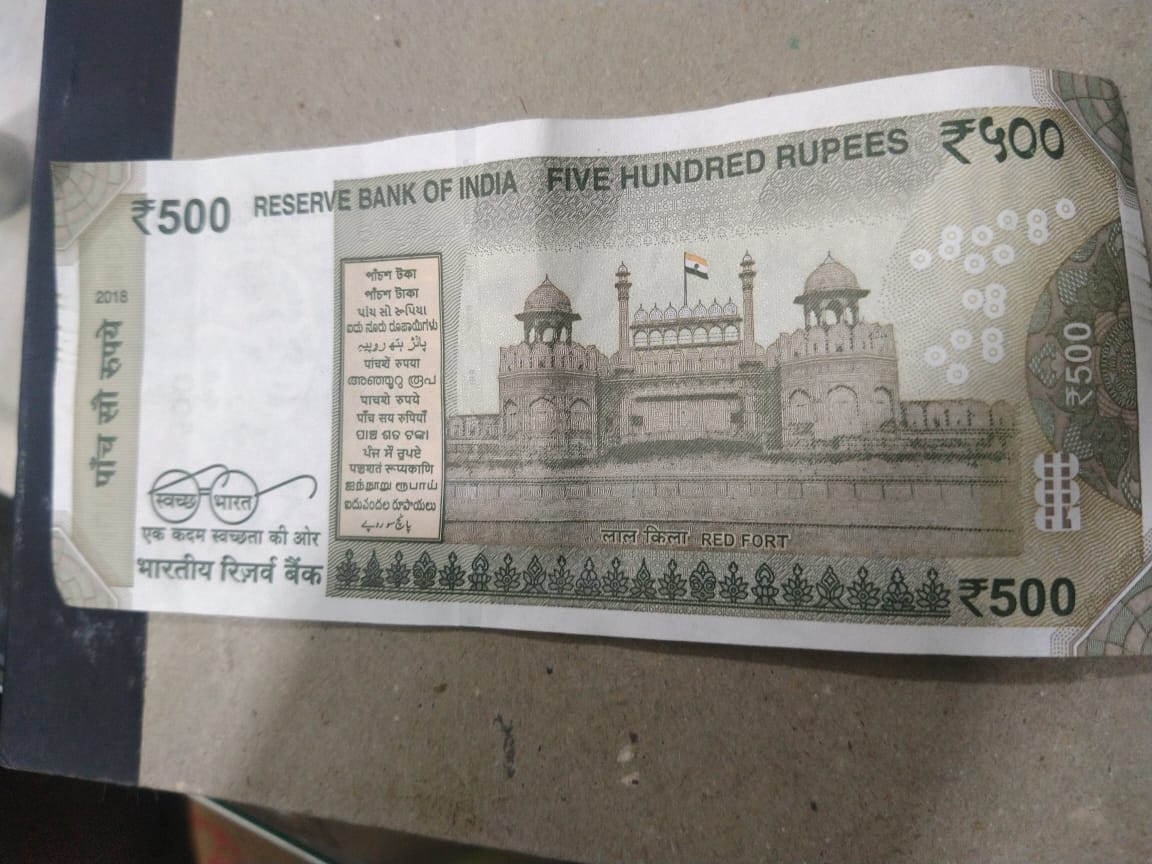 ₹500 RESERVE BANK OF INDIA FIVE HUNDRED RUPEES ₹५००
2018
पाँच सौ रुपये
পাঁচশ টকা
পাঁচশ টাকা
પાંચ સો રૂપિયા
ಐದು ನೂರು ರೂಪಾಯಿಗಳು
پانژھ ہتھ روپیہ
पांचशें रुपया
അഞ്ഞൂറു രൂപ
पाचशे रुपये
पाँच सय रुपियाँ
ପାଞ୍ଚ ଶତ ଟଙ୍କା
ਪੰਜ ਸੌ ਰੁਪਏ
पञ्चशतं रूप्यकाणि
ஐந்நூறு ரூபாய்
ఐదువందల రూపాయలు
پانچ سو روپے
₹500
लाल किला RED FORT
स्वच्छ भारत
एक कदम स्वच्छता की ओर
भारतीय रिज़र्व बैंक
₹500